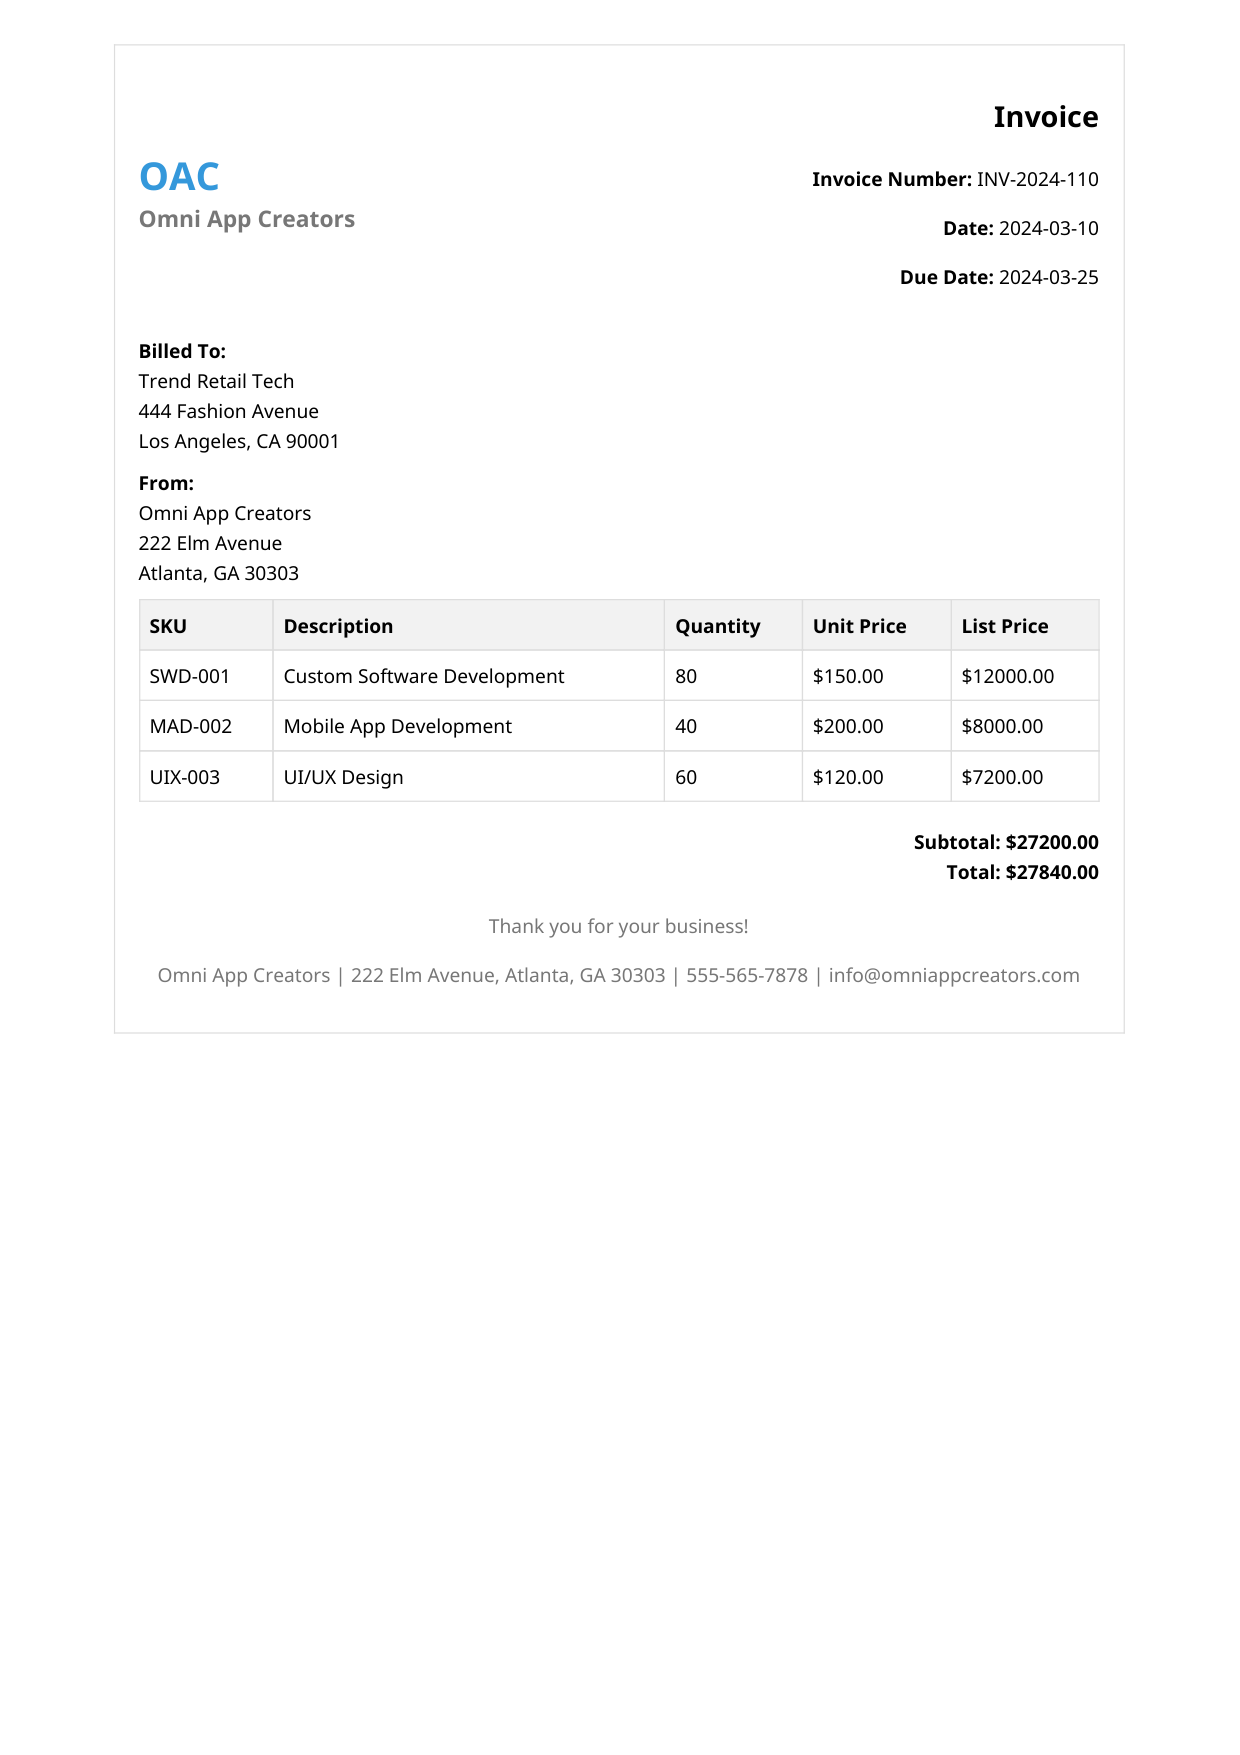 Invoice
OAC
Omni App Creators
Invoice Number: INV-2024-110
Date: 2024-03-10
Due Date: 2024-03-25
Billed To:
Trend Retail Tech
444 Fashion Avenue
Los Angeles, CA 90001
From:
Omni App Creators
222 Elm Avenue
Atlanta, GA 30303
SKU Description Quantity Unit Price List Price
SWD-001 Custom Software Development 80 $150.00 $12000.00
MAD-002 Mobile App Development 40 $200.00 $8000.00
UIX-003 UI/UX Design 60 $120.00 $7200.00
Subtotal: $27200.00
Total: $27840.00
Thank you for your business!
Omni App Creators | 222 Elm Avenue, Atlanta, GA 30303 | 555-565-7878 | info@omniappcreators.com